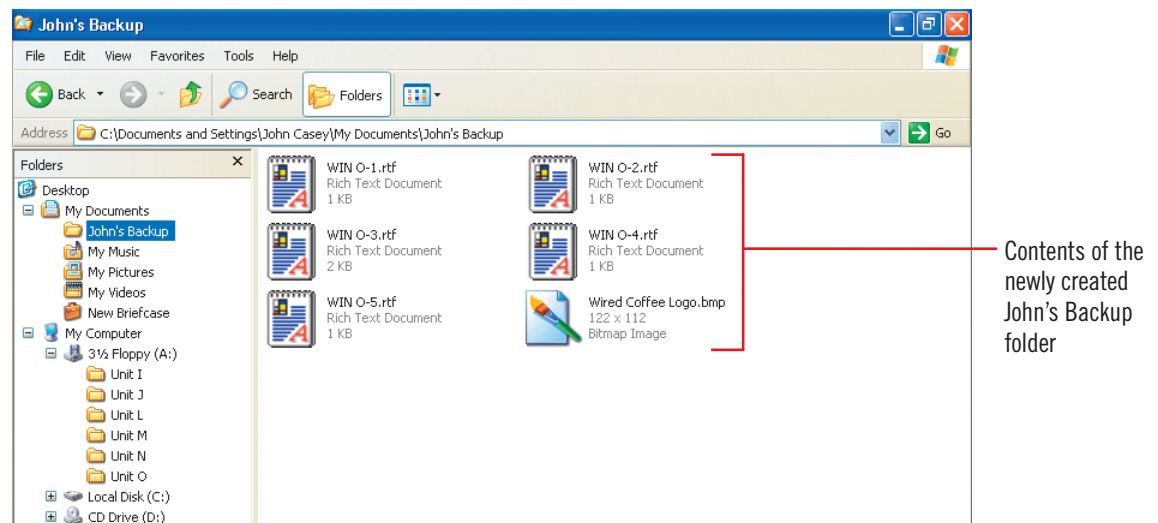 John's Backup
File Edit View Favorites Tools Help
Back Search Folders
Address C:\Documents and Settings\John Casey\My Documents\John's Backup Go
Folders
Desktop
My Documents
John's Backup
My Music
My Pictures
My Videos
New Briefcase
My Computer
3½ Floppy (A:)
Unit I
Unit J
Unit L
Unit M
Unit N
Unit O
Local Disk (C:)
CD Drive (D:)
WIN O-1.rtf
Rich Text Document
1 KB
WIN O-2.rtf
Rich Text Document
1 KB
WIN O-3.rtf
Rich Text Document
2 KB
WIN O-4.rtf
Rich Text Document
1 KB
WIN O-5.rtf
Rich Text Document
1 KB
Wired Coffee Logo.bmp
122 x 112
Bitmap Image
Contents of the
newly created
John’s Backup
folder